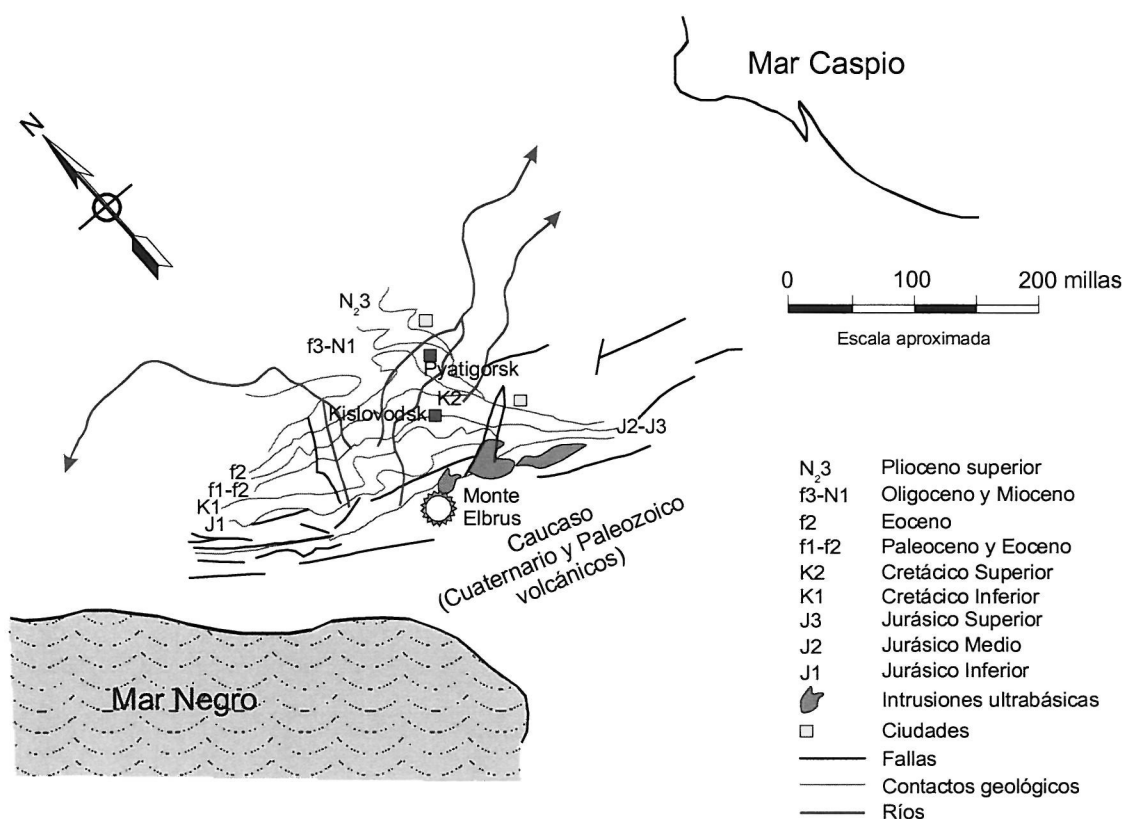 Mar Caspio
N
0 100 200 millas
Escala aproximada
N₂3
f3-N1
Pyatigorsk
K2
Kislovodsk
J2-J3
f2
f1-f2
K1
J1
Monte
Elbrus
Caucaso
(Cuaternario y Paleozoico
volcánicos)
Mar Negro
N₂3 Plioceno superior
f3-N1 Oligoceno y Mioceno
f2 Eoceno
f1-f2 Paleoceno y Eoceno
K2 Cretácico Superior
K1 Cretácico Inferior
J3 Jurásico Superior
J2 Jurásico Medio
J1 Jurásico Inferior
Intrusiones ultrabásicas
Ciudades
Fallas
Contactos geológicos
Ríos